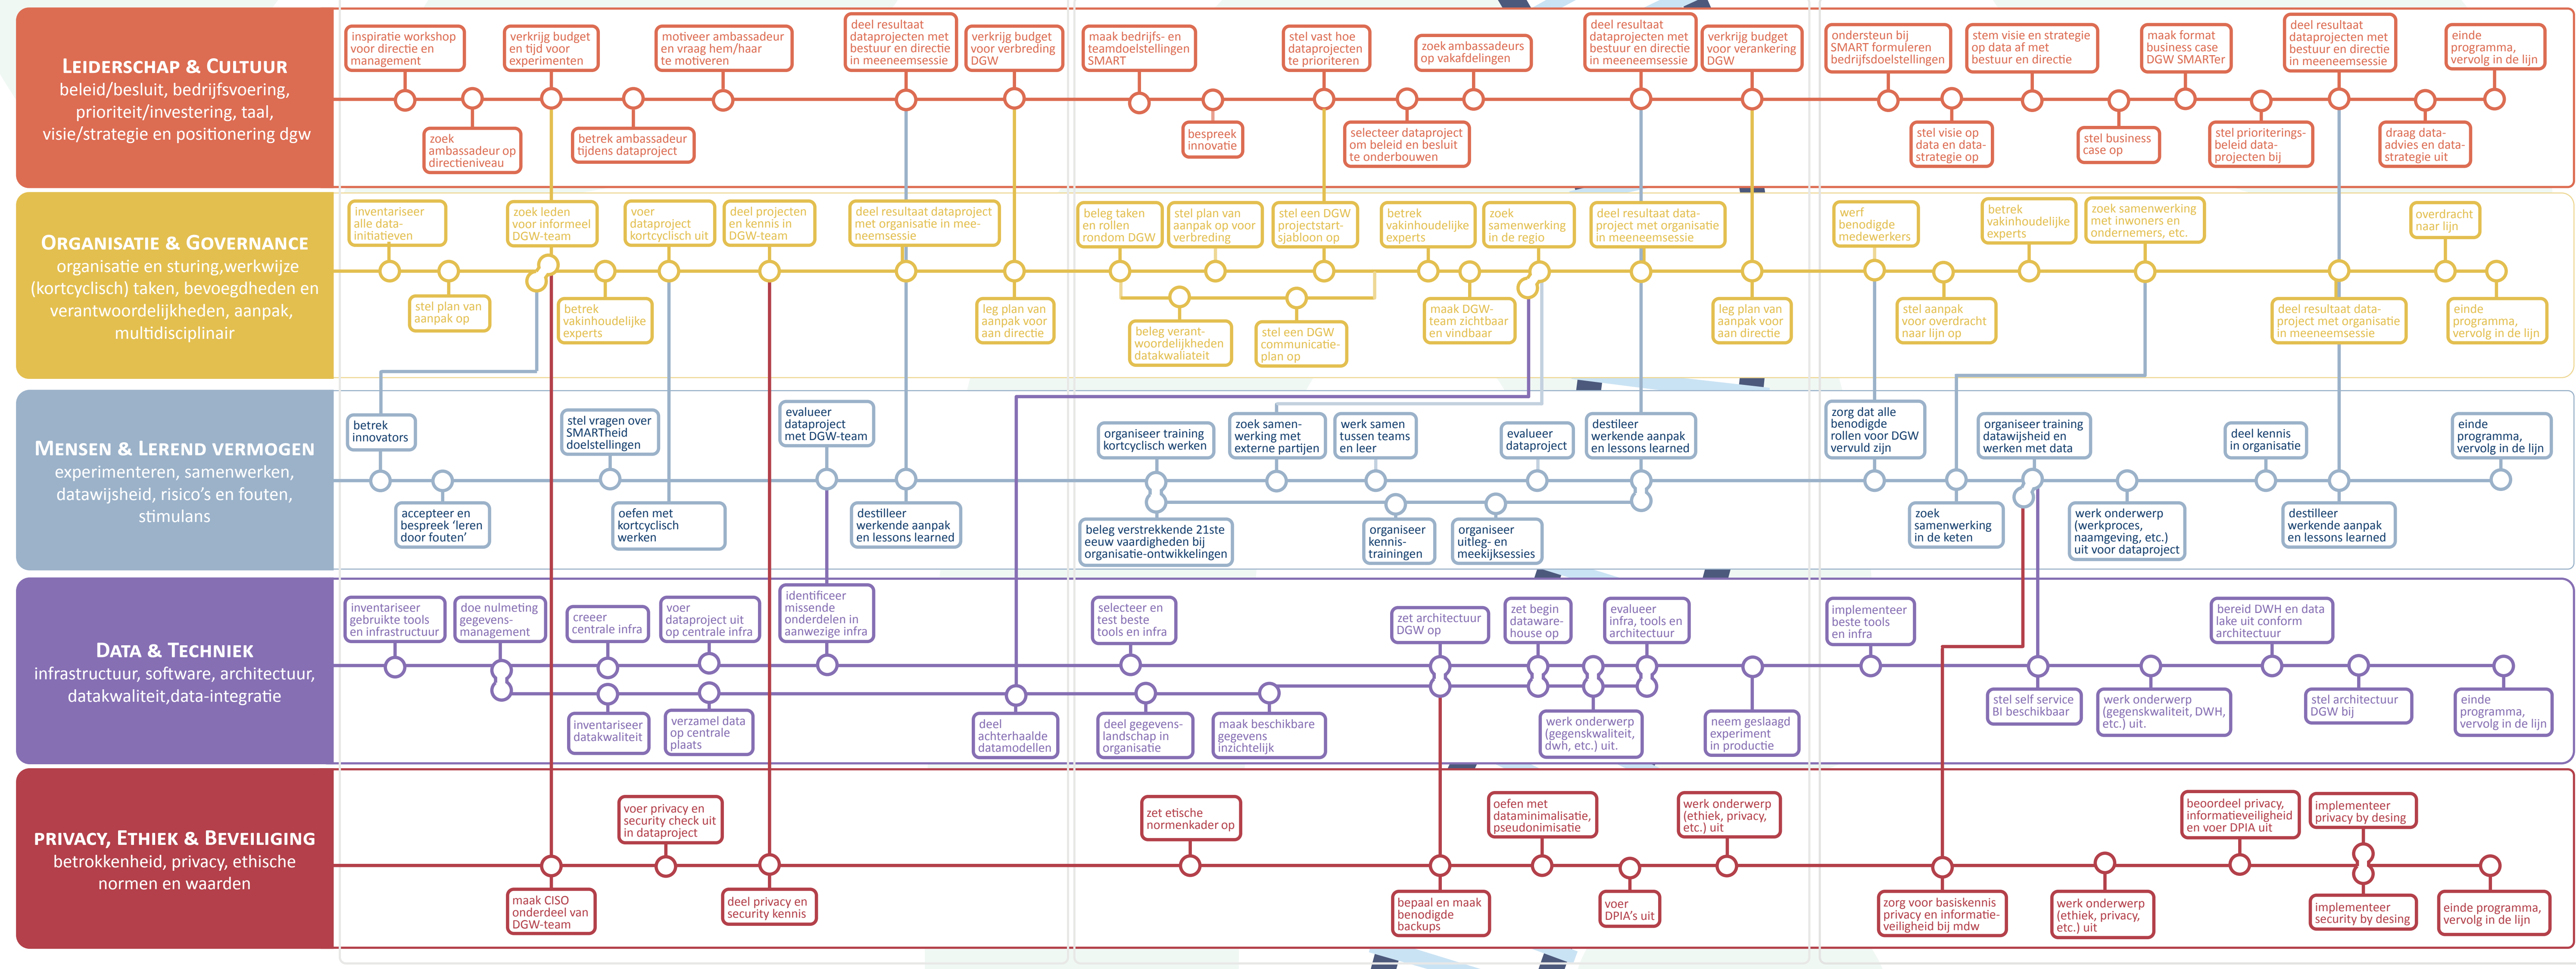 LEIDERSCHAP & CULTUUR
beleid/besluit, bedrijfsvoering,
prioriteit/investering, taal,
visie/strategie en positionering dgw
inspiratie workshop
voor directie en
management
zoek
ambassadeur op
directieniveau
verkrijg budget
en tijd voor
experimenten
betrek ambassadeur
tijdens dataproject
motiveer ambassadeur
en vraag hem/haar
te motiveren
deel resultaat
dataprojecten met
bestuur en directie
in meeneemsessie
verkrijg budget
voor verbreding
DGW
maak bedrijfs- en
teamdoelstellingen
SMART
bespreek
innovatie
stel vast hoe
dataprojecten
te prioriteren
selecteer dataproject
om beleid en besluit
te onderbouwen
zoek ambassadeurs
op vakafdelingen
deel resultaat
dataprojecten met
bestuur en directie
in meeneemsessie
verkrijg budget
voor verankering
DGW
ondersteun bij
SMART formuleren
bedrijfsdoelstellingen
stel visie op
data en data-
strategie op
stem visie en strategie
op data af met
bestuur en directie
stel business
case op
maak format
business case
DGW SMARTer
stel prioriterings-
beleid data-
projecten bij
deel resultaat
dataprojecten met
bestuur en directie
in meeneemsessie
draag data-
advies en data-
strategie uit
einde
programma,
vervolg in de lijn
ORGANISATIE & GOVERNANCE
organisatie en sturing,werkwijze
(kortcyclisch) taken, bevoegdheden en
verantwoordelijkheden, aanpak,
multidisciplinair
inventariseer
alle data-
initiatieven
stel plan van
aanpak op
zoek leden
voor informeel
DGW-team
betrek
vakinhoudelijke
experts
voer
dataproject
kortcyclisch uit
deel projecten
en kennis in
DGW-team
deel resultaat dataproject
met organisatie in mee-
neemsessie
leg plan van
aanpak voor
aan directie
beleg taken
en rollen
rondom DGW
beleg verant-
woordelijkheden
datakwaliateit
stel plan van
aanpak op voor
verbreding
stel een DGW
communicatie-
plan op
stel een DGW
projectstart-
sjabloon op
betrek
vakinhoudelijke
experts
maak DGW-
team zichtbaar
en vindbaar
zoek
samenwerking
in de regio
deel resultaat data-
project met organisatie
in meeneemsessie
leg plan van
aanpak voor
aan directie
werf
benodigde
medewerkers
stel aanpak
voor overdracht
naar lijn op
betrek
vakinhoudelijke
experts
zoek samenwerking
met inwoners en
ondernemers, etc.
deel resultaat data-
project met organisatie
in meeneemsessie
overdracht
naar lijn
einde
programma,
vervolg in de lijn
MENSEN & LEREND VERMOGEN
experimenteren, samenwerken,
datawijsheid, risico's en fouten,
stimulans
betrek
innovators
accepteer en
bespreek ‘leren
door fouten’
stel vragen over
SMARTheid
doelstellingen
oefen met
kortcyclisch
werken
evalueer
dataproject
met DGW-team
destilleer
werkende aanpak
en lessons learned
organiseer training
kortcyclisch werken
beleg verstrekkende 21ste
eeuw vaardigheden bij
organisatie-ontwikkelingen
zoek samen-
werking met
externe partijen
werk samen
tussen teams
en leer
organiseer
kennis-
trainingen
organiseer
uitleg- en
meekijksessies
evalueer
dataproject
destilleer
werkende aanpak
en lessons learned
zorg dat alle
benodigde
rollen voor DGW
vervuld zijn
zoek
samenwerking
in de keten
organiseer training
datawijsheid en
werken met data
werk onderwerp
(werkproces,
naamgeving, etc.)
uit voor dataproject
deel kennis
in organisatie
destilleer
werkende aanpak
en lessons learned
einde
programma,
vervolg in de lijn
DATA & TECHNIEK
infrastructuur, software, architectuur,
datakwaliteit,data-integratie
inventariseer
gebruikte tools
en infrastructuur
doe nulmeting
gegevens-
management
creeer
centrale infra
inventariseer
datakwaliteit
voer
dataproject uit
op centrale infra
verzamel data
op centrale
plaats
identificeer
missende
onderdelen in
aanwezige infra
deel
achterhaalde
datamodellen
selecteer en
test beste
tools en infra
deel gegevens-
landschap in
organisatie
maak beschikbare
gegevens
inzichtelijk
zet architectuur
DGW op
zet begin
dataware-
house op
werk onderwerp
(gegenskwaliteit,
dwh, etc.) uit.
evalueer
infra, tools en
architectuur
neem geslaagd
experiment
in productie
implementeer
beste tools
en infra
stel self service
BI beschikbaar
werk onderwerp
(gegenskwaliteit, DWH,
etc.) uit.
bereid DWH en data
lake uit conform
architectuur
stel architectuur
DGW bij
einde
programma,
vervolg in de lijn
PRIVACY, ETHIEK & BEVEILIGING
betrokkenheid, privacy, ethische
normen en waarden
maak CISO
onderdeel van
DGW-team
voer privacy en
security check uit
in dataproject
deel privacy en
security kennis
zet etische
normenkader op
bepaal en maak
benodigde
backups
oefen met
dataminimalisatie,
pseudonimisatie
voer
DPIA's uit
werk onderwerp
(ethiek, privacy,
etc.) uit
zorg voor basiskennis
privacy en informatie-
veiligheid bij mdw
werk onderwerp
(ethiek, privacy,
etc.) uit
beoordeel privacy,
informatieveiligheid
en voer DPIA uit
implementeer
privacy by desing
implementeer
security by desing
einde programma,
vervolg in de lijn